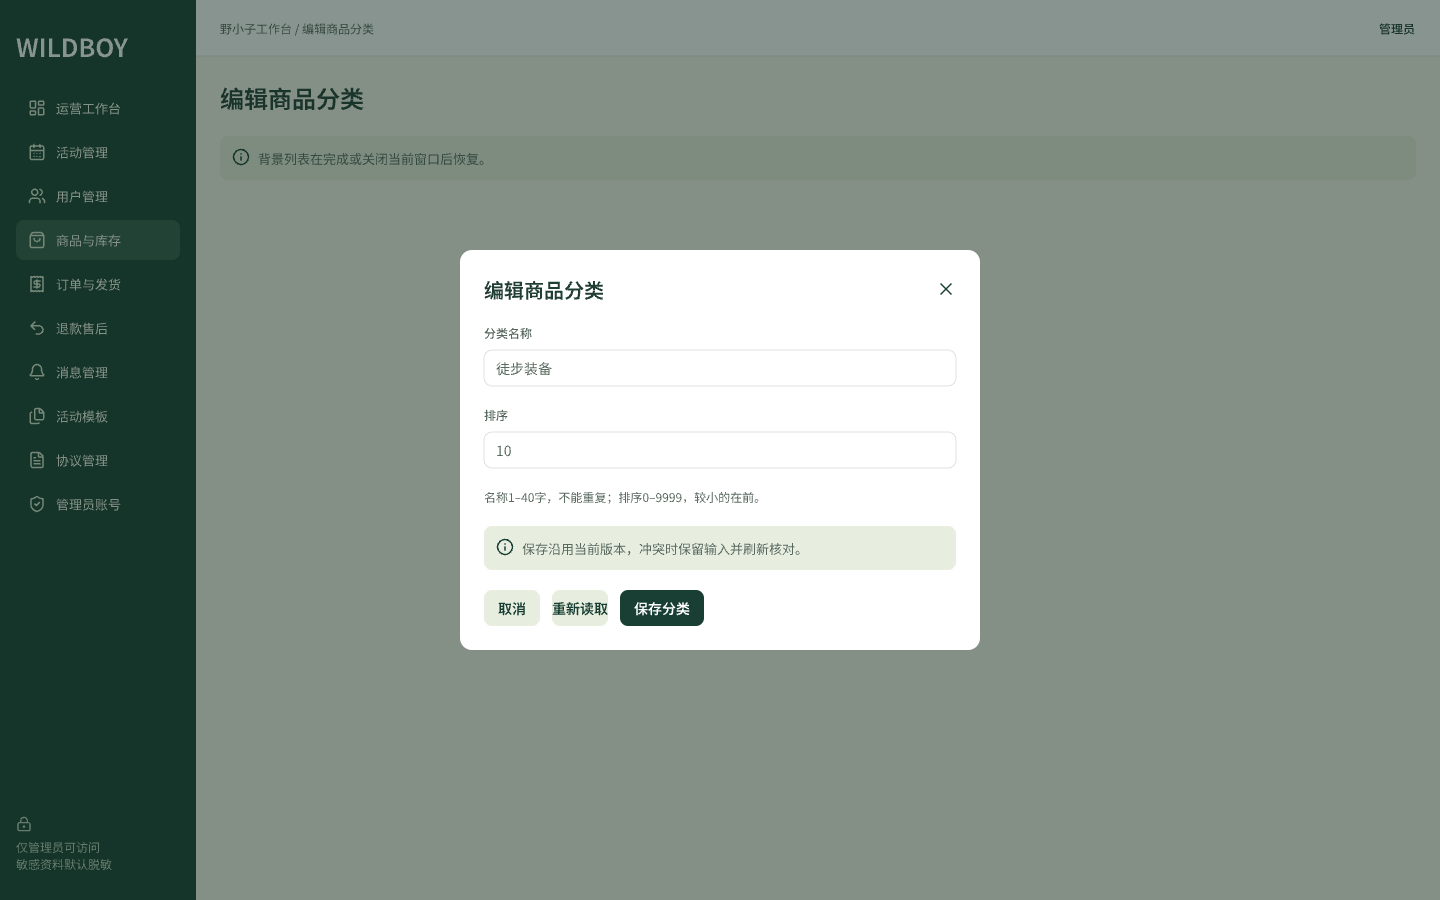 WILDBOY
运营工作台
活动管理
用户管理
商品与库存
订单与发货
退款售后
消息管理
活动模板
协议管理
管理员账号
仅管理员可访问
敏感资料默认脱敏
野小子工作台 / 编辑商品分类
管理员
编辑商品分类
背景列表在完成或关闭当前窗口后恢复。
编辑商品分类
分类名称
徒步装备
排序
10
名称1–40字，不能重复；排序0–9999，较小的在前。
保存沿用当前版本，冲突时保留输入并刷新核对。
取消
重新读取
保存分类